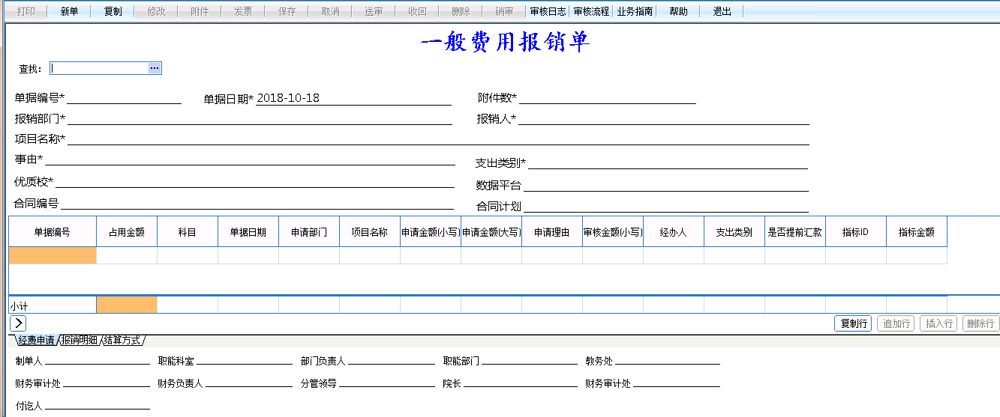 打印 新单 复制 修改 附件 发票 保存 取消 送审 收回 删除 销审 审核日志 审核流程 业务指南 帮助 退出
一般费用报销单
查找： ...
单据编号* 单据日期* 2018-10-18 附件数*
报销部门* 报销人*
项目名称*
事由* 支出类别*
优质校* 数据平台
合同编号 合同计划
单据编号 占用金额 科目 单据日期 申请部门 项目名称 申请金额(小写) 申请金额(大写) 申请理由 审核金额(小写) 经办人 支出类别 是否提前汇款 指标ID 指标金额
小计
> 复制行 追加行 插入行 删除行
经费申请 报销明细 结算方式
制单人 职能科室 部门负责人 职能部门 教务处
财务审计处 财务负责人 分管领导 院长 财务审计处
付讫人